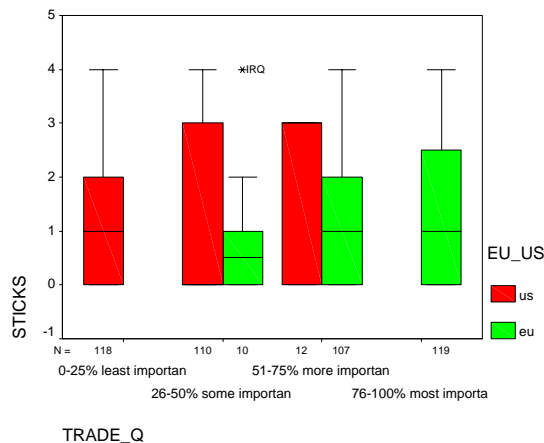 5
4
3
2
1
0
-1
STICKS
IRQ
EU_US
us
eu
N = 118 110 10 12 107 119
0-25% least importan 51-75% more importan
26-50% some importan 76-100% most importa
TRADE_Q